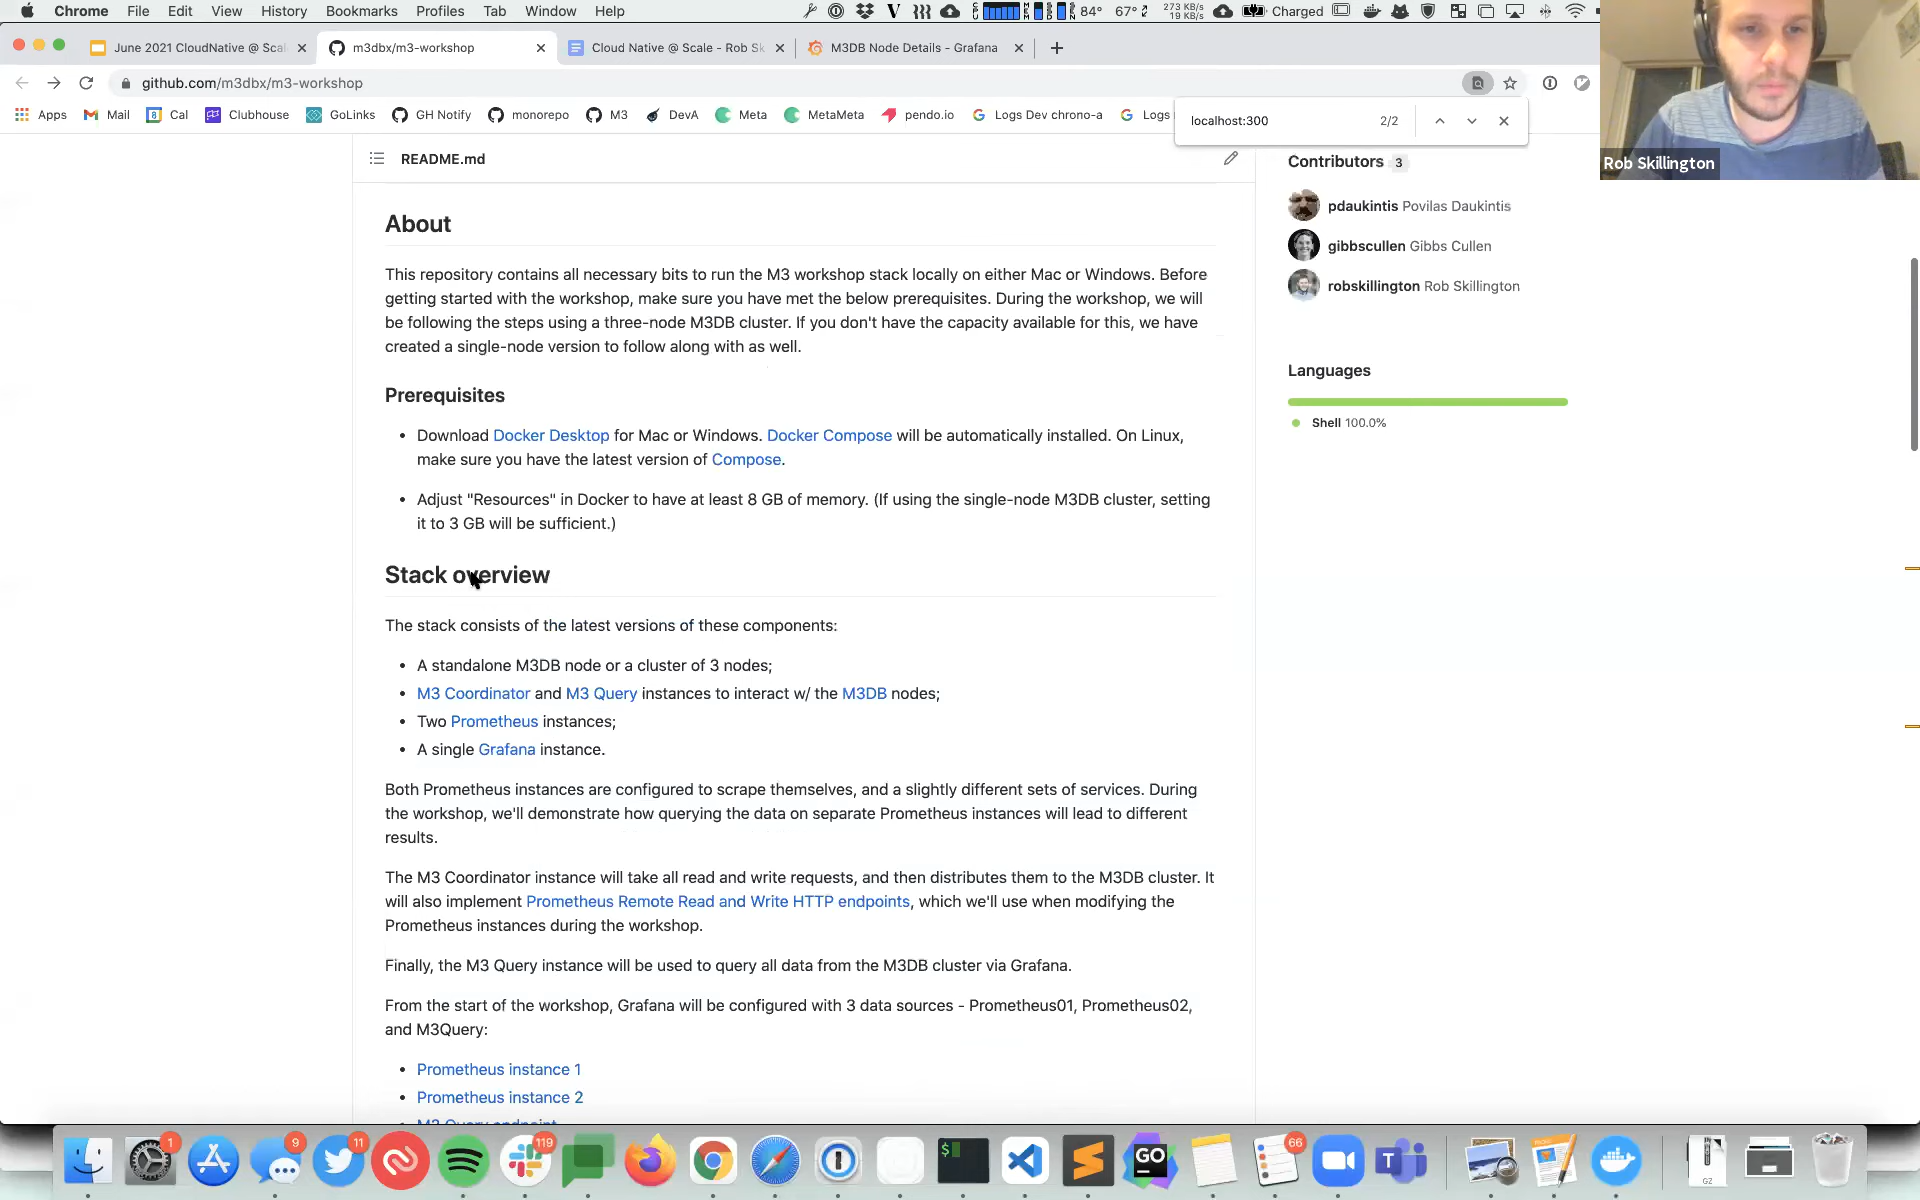 Chrome File Edit View History Bookmarks Profiles Tab Window Help
84° 67° 273 KB/s 19 KB/s Charged
June 2021 CloudNative @ Scal
m3dbx/m3-workshop
Cloud Native @ Scale - Rob Sk
M3DB Node Details - Grafana
github.com/m3dbx/m3-workshop
Apps Mail Cal Clubhouse GoLinks GH Notify monorepo M3 DevA Meta MetaMeta pendo.io Logs Dev chrono-a Logs
localhost:300 2/2
Rob Skillington
README.md
About
This repository contains all necessary bits to run the M3 workshop stack locally on either Mac or Windows. Before
getting started with the workshop, make sure you have met the below prerequisites. During the workshop, we will
be following the steps using a three-node M3DB cluster. If you don't have the capacity available for this, we have
created a single-node version to follow along with as well.
Prerequisites
• Download Docker Desktop for Mac or Windows. Docker Compose will be automatically installed. On Linux,
make sure you have the latest version of Compose.
• Adjust "Resources" in Docker to have at least 8 GB of memory. (If using the single-node M3DB cluster, setting
it to 3 GB will be sufficient.)
Stack overview
The stack consists of the latest versions of these components:
• A standalone M3DB node or a cluster of 3 nodes;
• M3 Coordinator and M3 Query instances to interact w/ the M3DB nodes;
• Two Prometheus instances;
• A single Grafana instance.
Both Prometheus instances are configured to scrape themselves, and a slightly different sets of services. During
the workshop, we'll demonstrate how querying the data on separate Prometheus instances will lead to different
results.
The M3 Coordinator instance will take all read and write requests, and then distributes them to the M3DB cluster. It
will also implement Prometheus Remote Read and Write HTTP endpoints, which we'll use when modifying the
Prometheus instances during the workshop.
Finally, the M3 Query instance will be used to query all data from the M3DB cluster via Grafana.
From the start of the workshop, Grafana will be configured with 3 data sources - Prometheus01, Prometheus02,
and M3Query:
• Prometheus instance 1
• Prometheus instance 2
M3 Query endpoint
Contributors 3
pdaukintis Povilas Daukintis
gibbscullen Gibbs Cullen
robskillington Rob Skillington
Languages
Shell 100.0%
1 9 11 119 66
GO